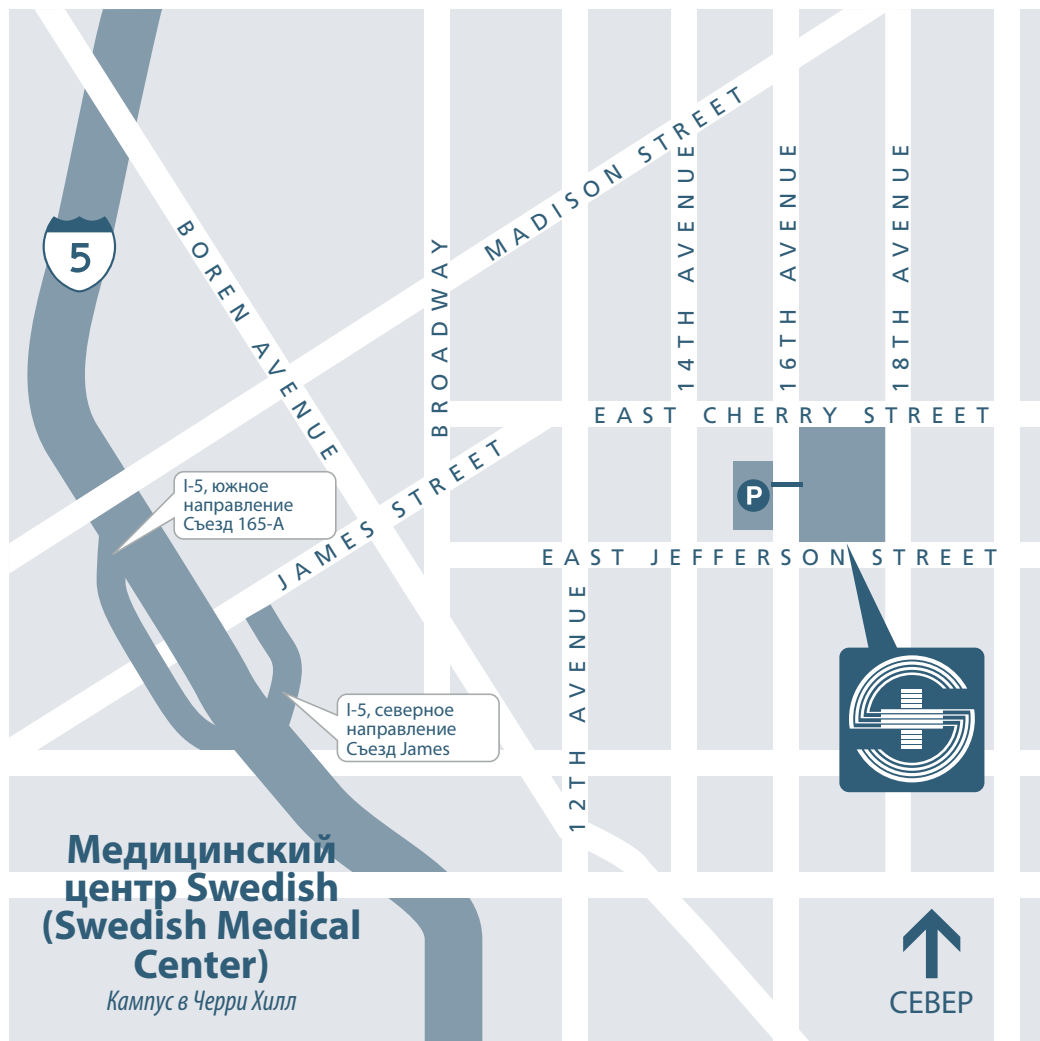 MADISON STREET
14TH AVENUE
16TH AVENUE
18TH AVENUE
BOREN AVENUE
BROADWAY
5
EAST CHERRY STREET
JAMES STREET
I-5, южное
направление
Съезд 165-A
P
EAST JEFFERSON STREET
12TH AVENUE
I-5, северное
направление
Съезд James
Медицинский
центр Swedish
(Swedish Medical
Center)
Кампус в Черри Хилл
СЕВЕР